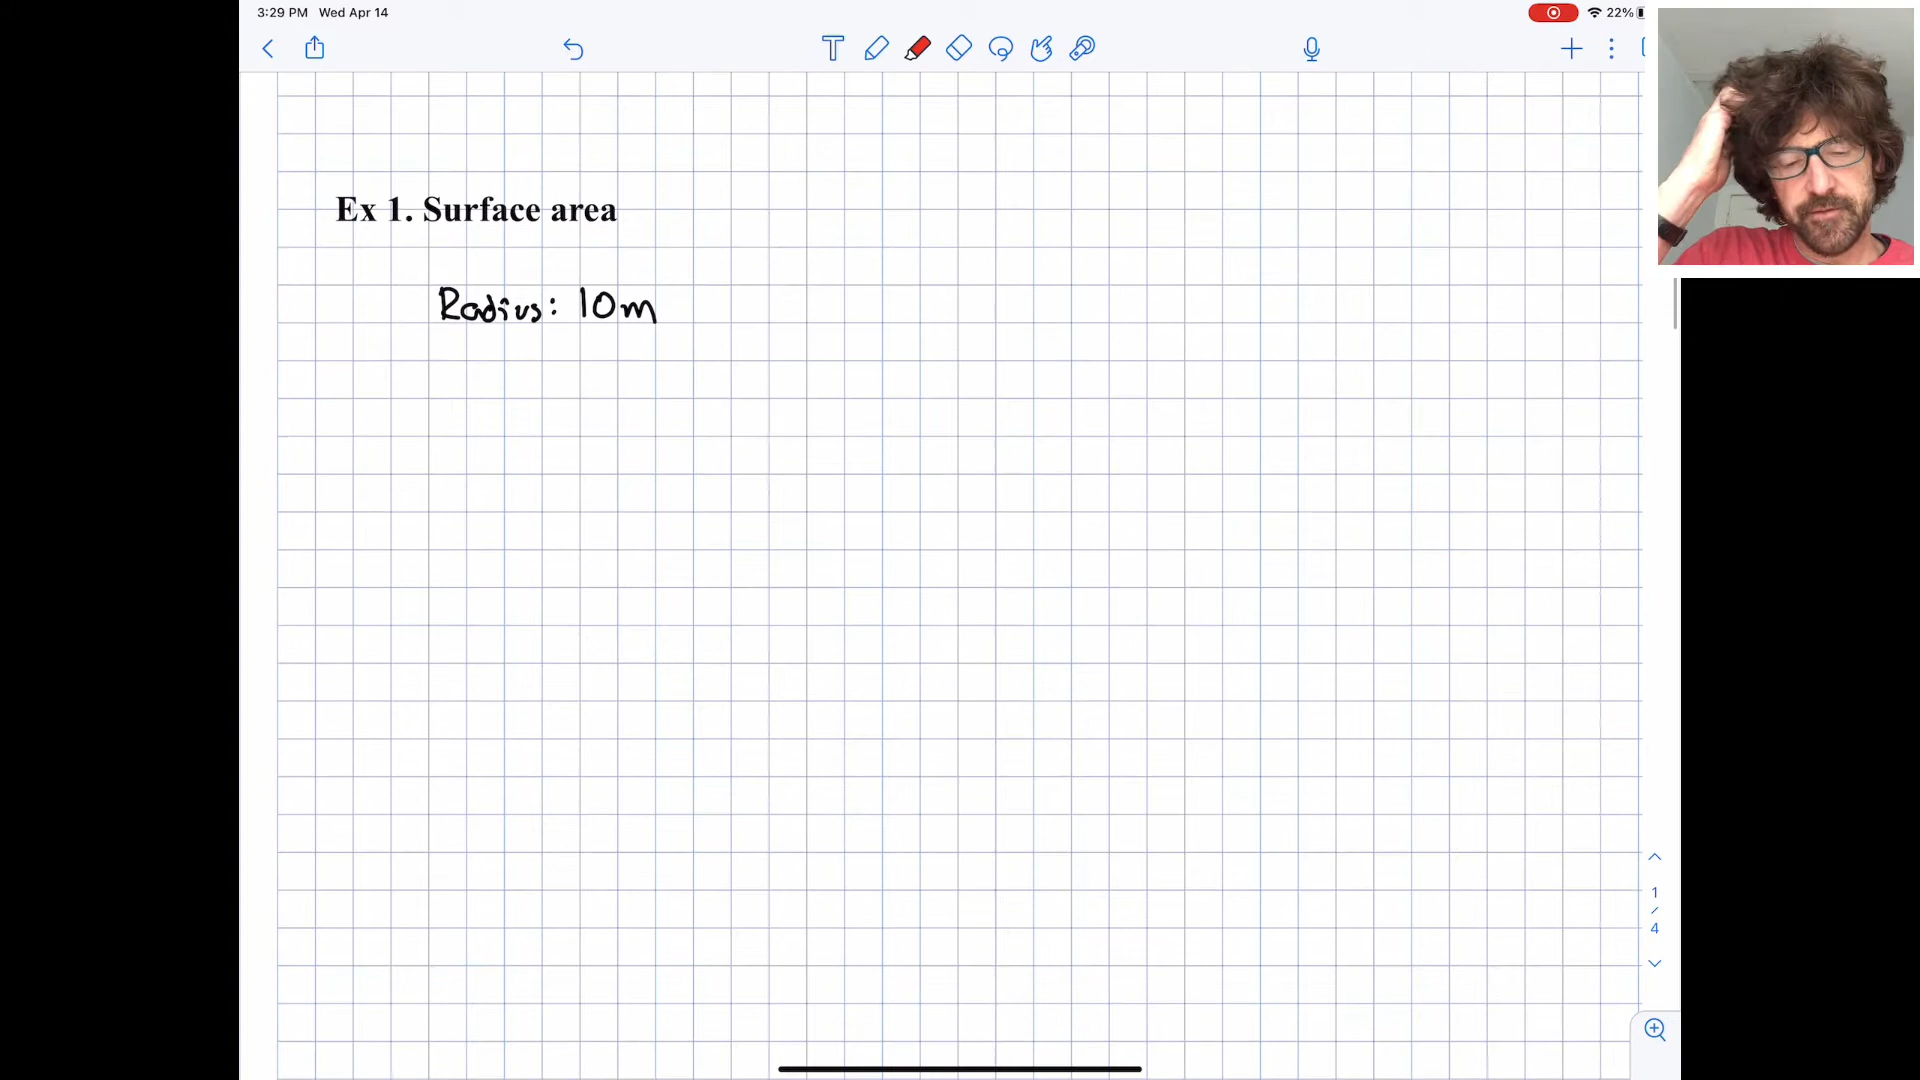 3:29 PM Wed Apr 14
22%
T
Ex 1. Surface area
Radius: 10m
1
/
4